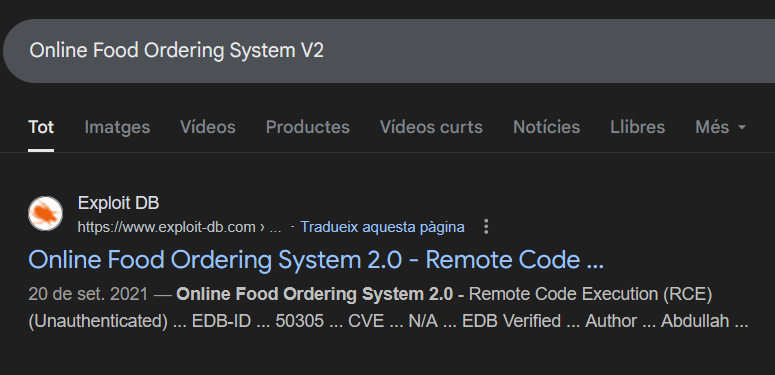 Online Food Ordering System V2
Tot Imatges Vídeos Productes Vídeos curts Notícies Llibres Més
Exploit DB
https://www.exploit-db.com › ... · Tradueix aquesta pàgina
Online Food Ordering System 2.0 - Remote Code ...
20 de set. 2021 — Online Food Ordering System 2.0 - Remote Code Execution (RCE)
(Unauthenticated) ... EDB-ID ... 50305 ... CVE ... N/A ... EDB Verified ... Author ... Abdullah ...